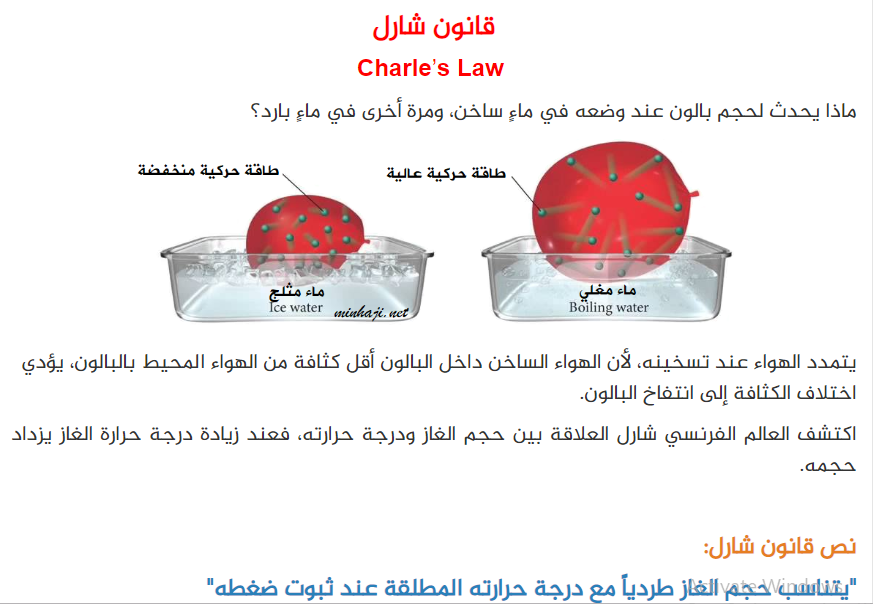 قانون شارل
Charle's Law
ماذا يحدث لحجم بالون عند وضعه في ماءٍ ساخن، ومرة أخرى في ماءٍ بارد؟
طاقة حركية عالية
طاقة حركية منخفضة
ماء مغلي
Boiling water
ماء مثلج
Ice water
minhaji.net
يتمدد الهواء عند تسخينه، لأن الهواء الساخن داخل البالون أقل كثافة من الهواء المحيط بالبالون، يؤدي
اختلاف الكثافة إلى انتفاخ البالون.
اكتشف العالم الفرنسي شارل العلاقة بين حجم الغاز ودرجة حرارته، فعند زيادة درجة حرارة الغاز يزداد
حجمه.
نص قانون شارل:
"يتناسب حجم الغاز طردياً مع درجة حرارته المطلقة عند ثبوت ضغطه"
Activate Windows